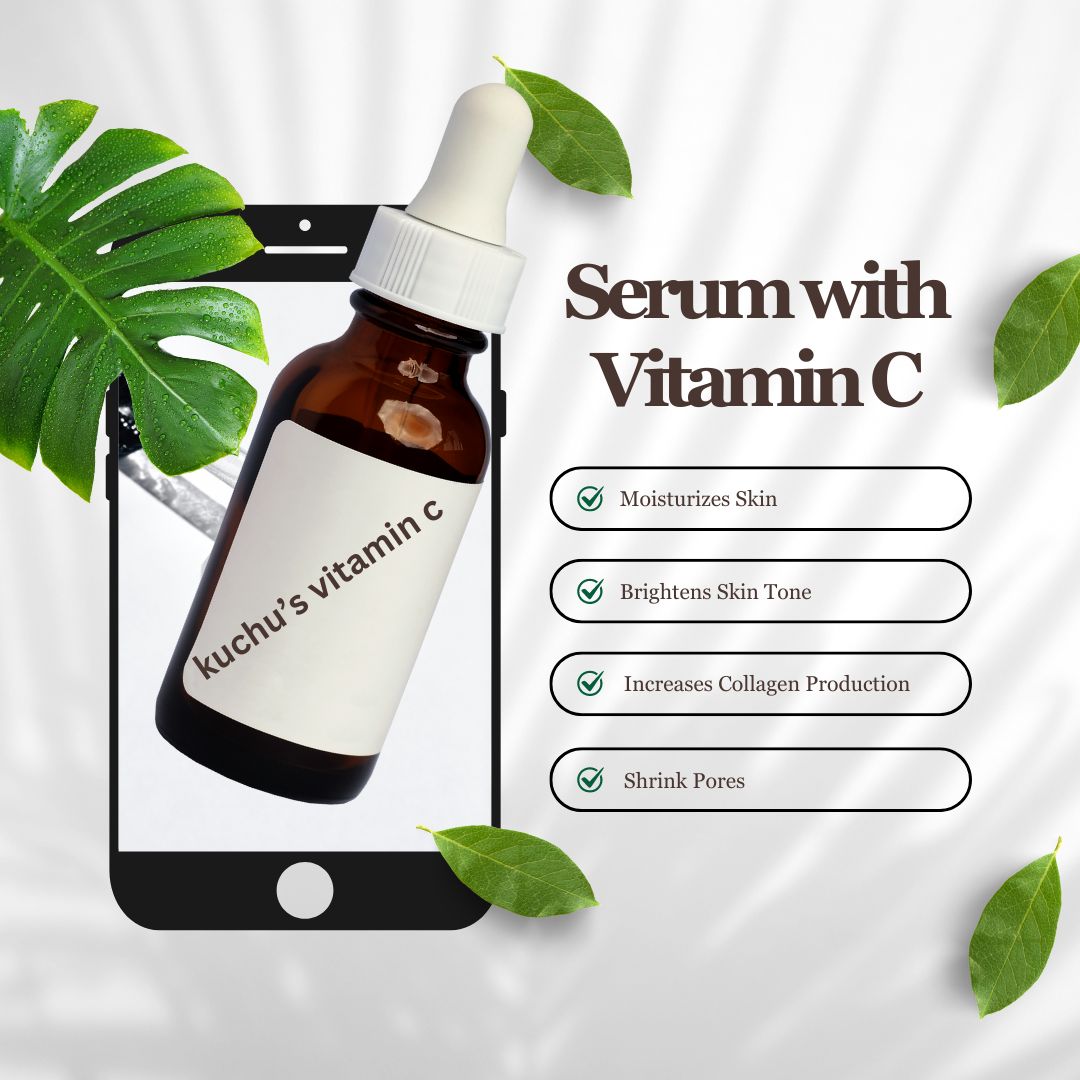 kuchu's vitamin c
Serum with
Vitamin C
Moisturizes Skin
Brightens Skin Tone
Increases Collagen Production
Shrink Pores